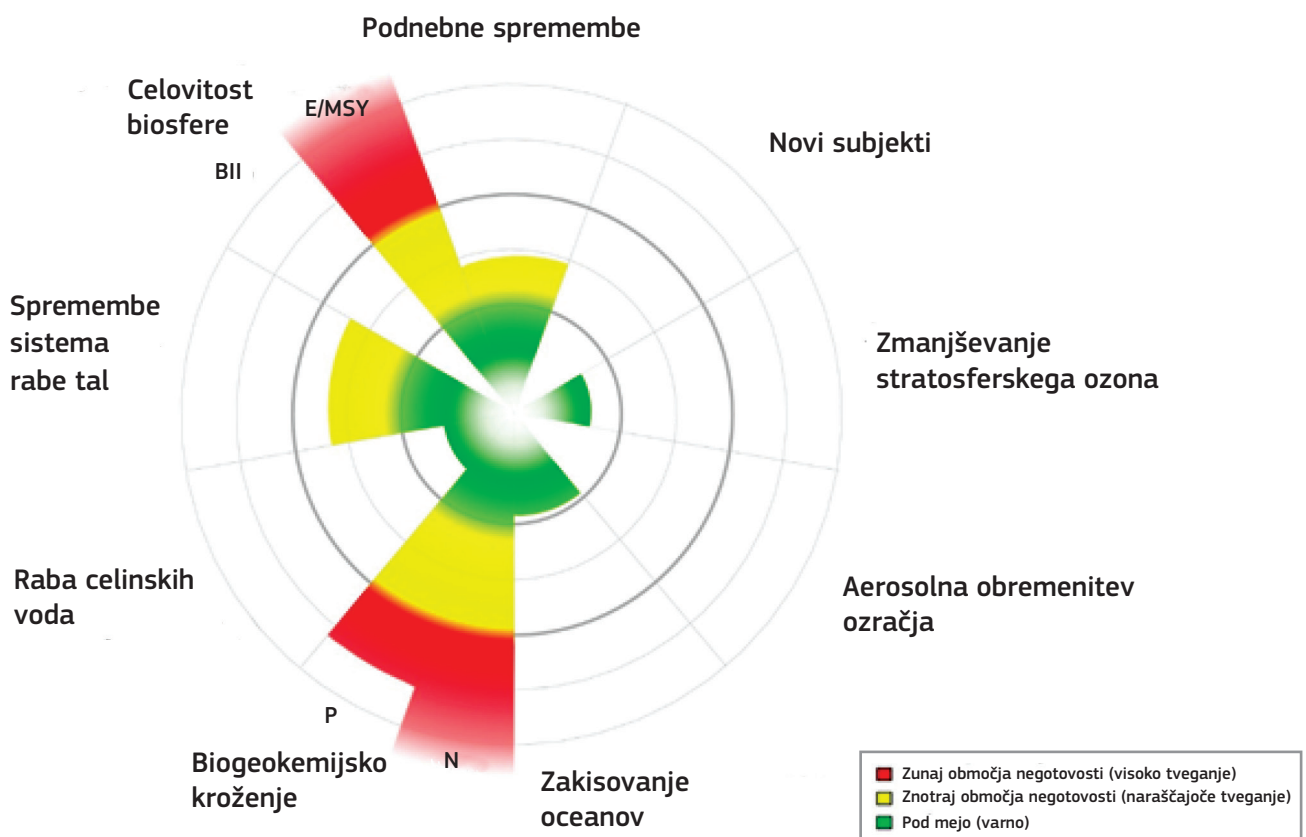 Podnebne spremembe
Celovitost
biosfere
E/MSY
BII
Novi subjekti
Spremembe
sistema
rabe tal
Zmanjševanje
stratosferskega ozona
Raba celinskih
voda
Aerosolna obremenitev
ozračja
P
Biogeokemijsko
kroženje
N
Zakisovanje
oceanov
Zunaj območja negotovosti (visoko tveganje)
Znotraj območja negotovosti (naraščajoče tveganje)
Pod mejo (varno)